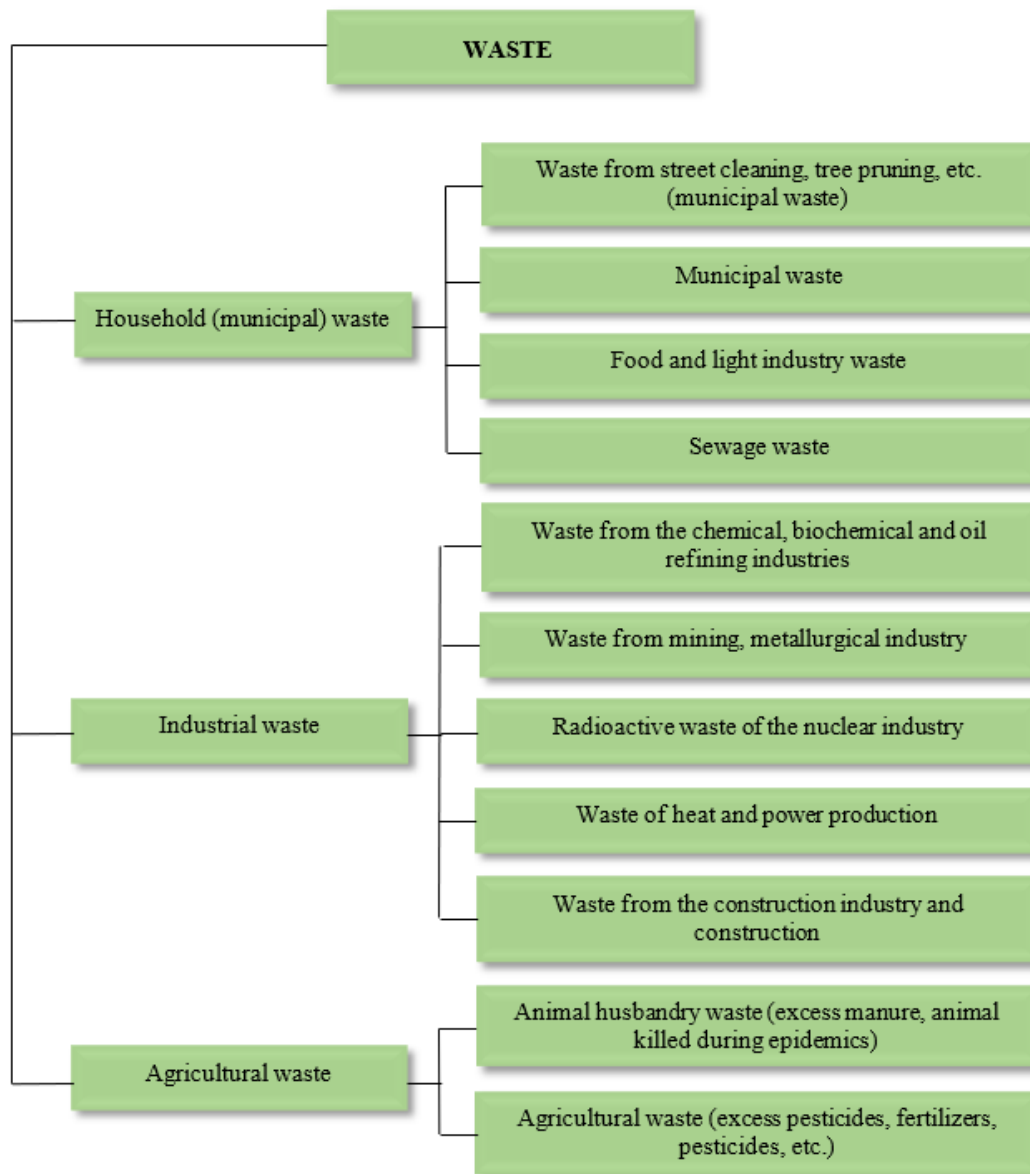 WASTE
Waste from street cleaning, tree pruning, etc.
(municipal waste)
Municipal waste
Household (municipal) waste
Food and light industry waste
Sewage waste
Waste from the chemical, biochemical and oil
refining industries
Waste from mining, metallurgical industry
Industrial waste
Radioactive waste of the nuclear industry
Waste of heat and power production
Waste from the construction industry and
construction
Animal husbandry waste (excess manure, animal
killed during epidemics)
Agricultural waste
Agricultural waste (excess pesticides, fertilizers,
pesticides, etc.)